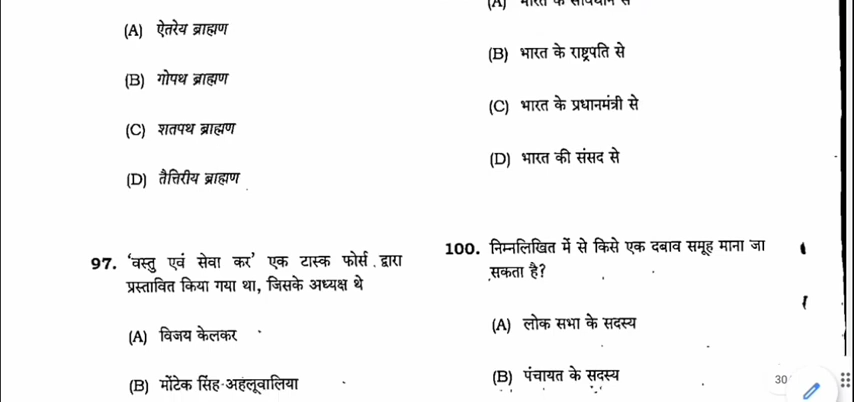 (A) ऐतरेय ब्राह्मण
(B) गोपथ ब्राह्मण
(C) शतपथ ब्राह्मण
(D) तैत्तिरीय ब्राह्मण
97. ‘वस्तु एवं सेवा कर’ एक टास्क फोर्स द्वारा
प्रस्तावित किया गया था, जिसके अध्यक्ष थे
(A) विजय केलकर
(B) मोंटेक सिंह अहलूवालिया
(A) भारत के संविधान से
(B) भारत के राष्ट्रपति से
(C) भारत के प्रधानमंत्री से
(D) भारत की संसद से
100. निम्नलिखित में से किसे एक दबाव समूह माना जा
सकता है?
(A) लोक सभा के सदस्य
(B) पंचायत के सदस्य
30